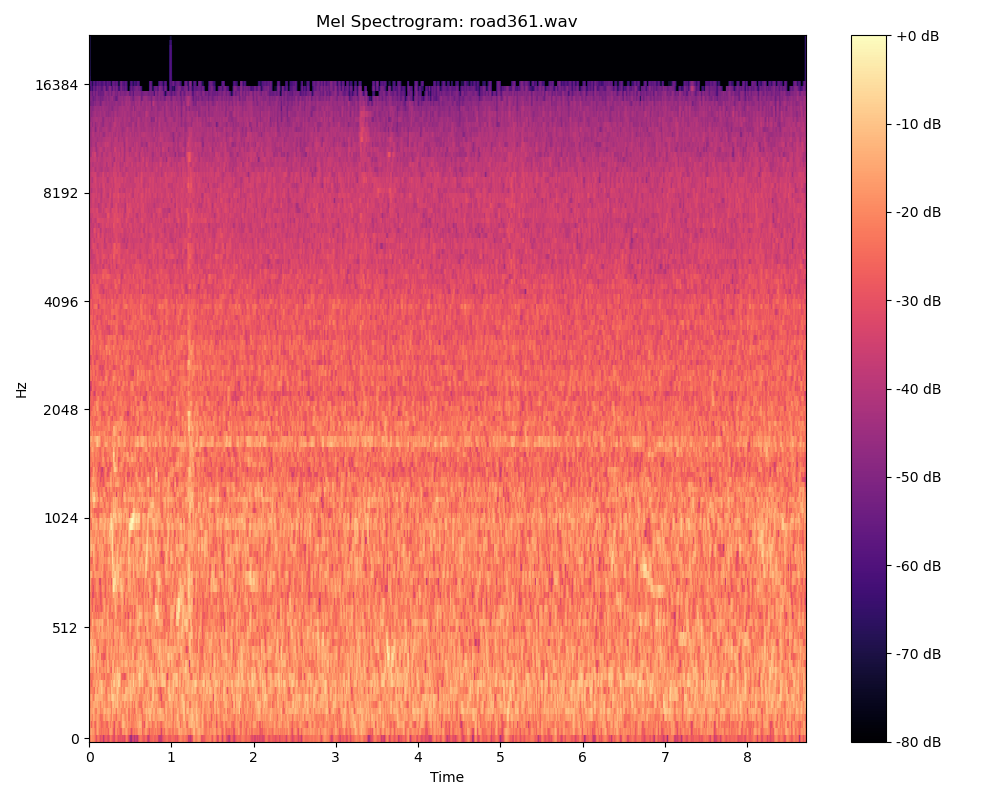 Mel Spectrogram: road361.wav
Hz
16384
8192
4096
2048
1024
512
0
0 1 2 3 4 5 6 7 8
Time
+0 dB
-10 dB
-20 dB
-30 dB
-40 dB
-50 dB
-60 dB
-70 dB
-80 dB